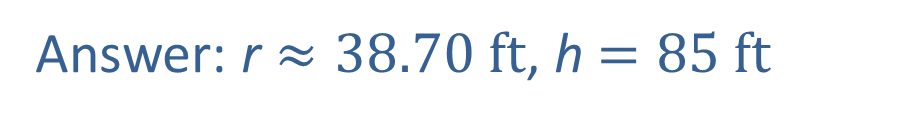 Answer: r ≈ 38.70 ft, h = 85 ft